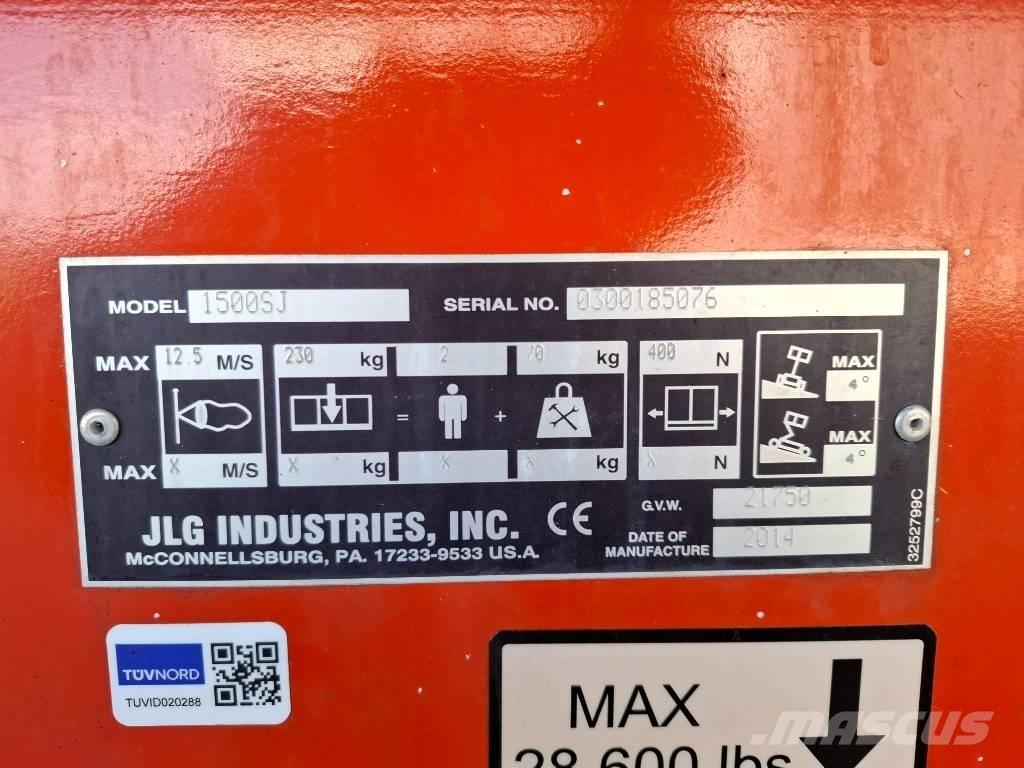 MODEL 1500SJ SERIAL NO. 0300185076
MAX 12.5 M/S 230 kg 2 70 kg 400 N MAX 4°
= +
MAX 4°
MAX X M/S X kg X X kg X N
JLG INDUSTRIES, INC. CE G.V.W. 21750
McCONNELLSBURG, PA. 17233-9533 U.S.A. DATE OF MANUFACTURE 2014
3252799C
TÜVNORD
TUVID020288
MAX
28,600 lbs
MASCUS